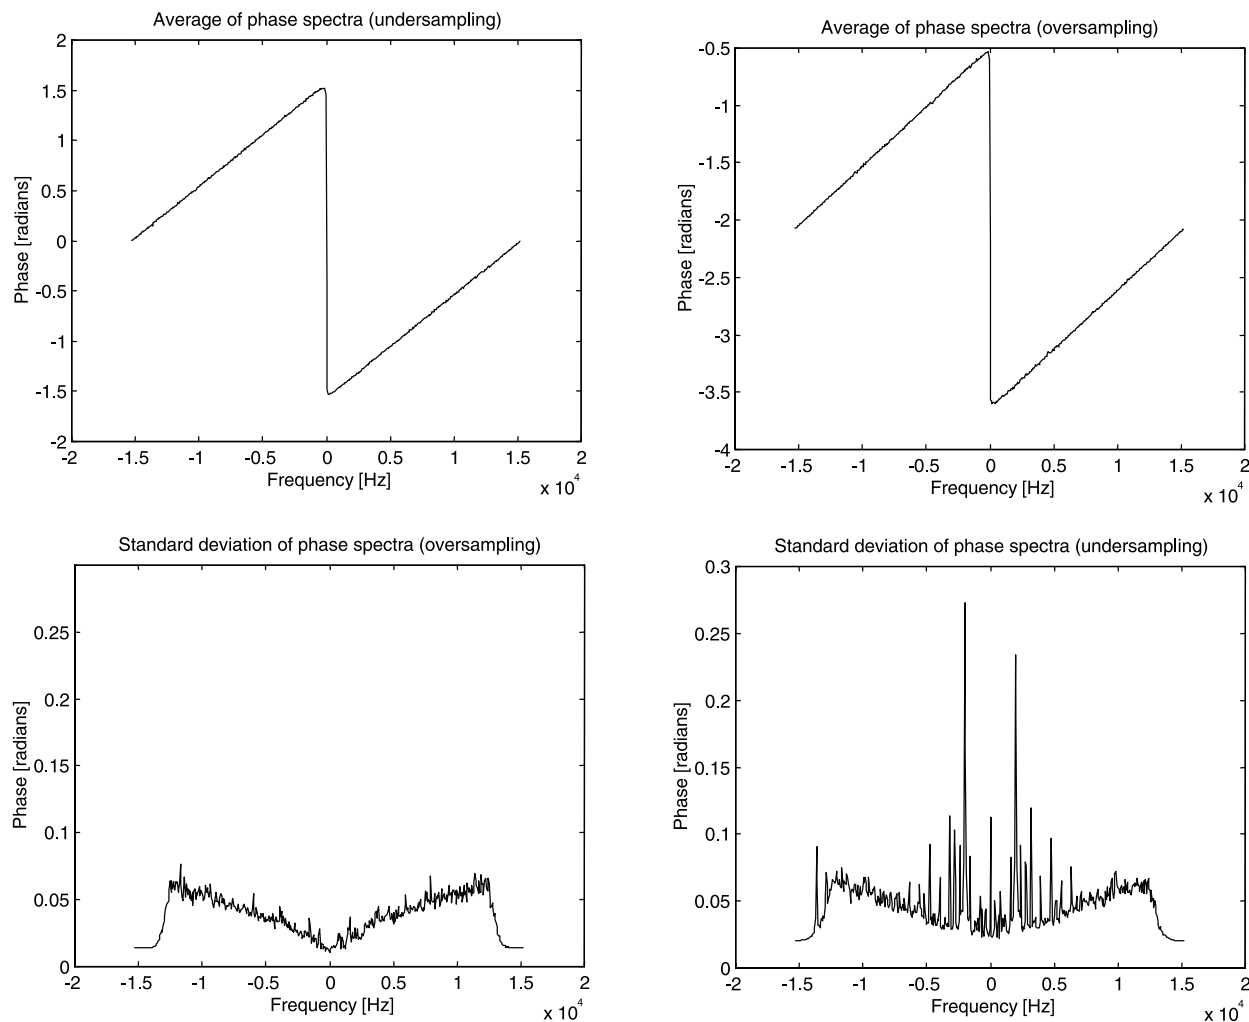 Average of phase spectra (undersampling)
2
1.5
1
0.5
0
-0.5
-1
-1.5
-2
Phase [radians]
-2 -1.5 -1 -0.5 0 0.5 1 1.5 2
Frequency [Hz]
x 10^4
Average of phase spectra (oversampling)
-0.5
-1
-1.5
-2
-2.5
-3
-3.5
-4
Phase [radians]
-2 -1.5 -1 -0.5 0 0.5 1 1.5 2
Frequency [Hz]
x 10^4
Standard deviation of phase spectra (oversampling)
0.25
0.2
0.15
0.1
0.05
0
Phase [radians]
-2 -1.5 -1 -0.5 0 0.5 1 1.5 2
Frequency [Hz]
x 10^4
Standard deviation of phase spectra (undersampling)
0.3
0.25
0.2
0.15
0.1
0.05
0
Phase [radians]
-2 -1.5 -1 -0.5 0 0.5 1 1.5 2
Frequency [Hz]
x 10^4